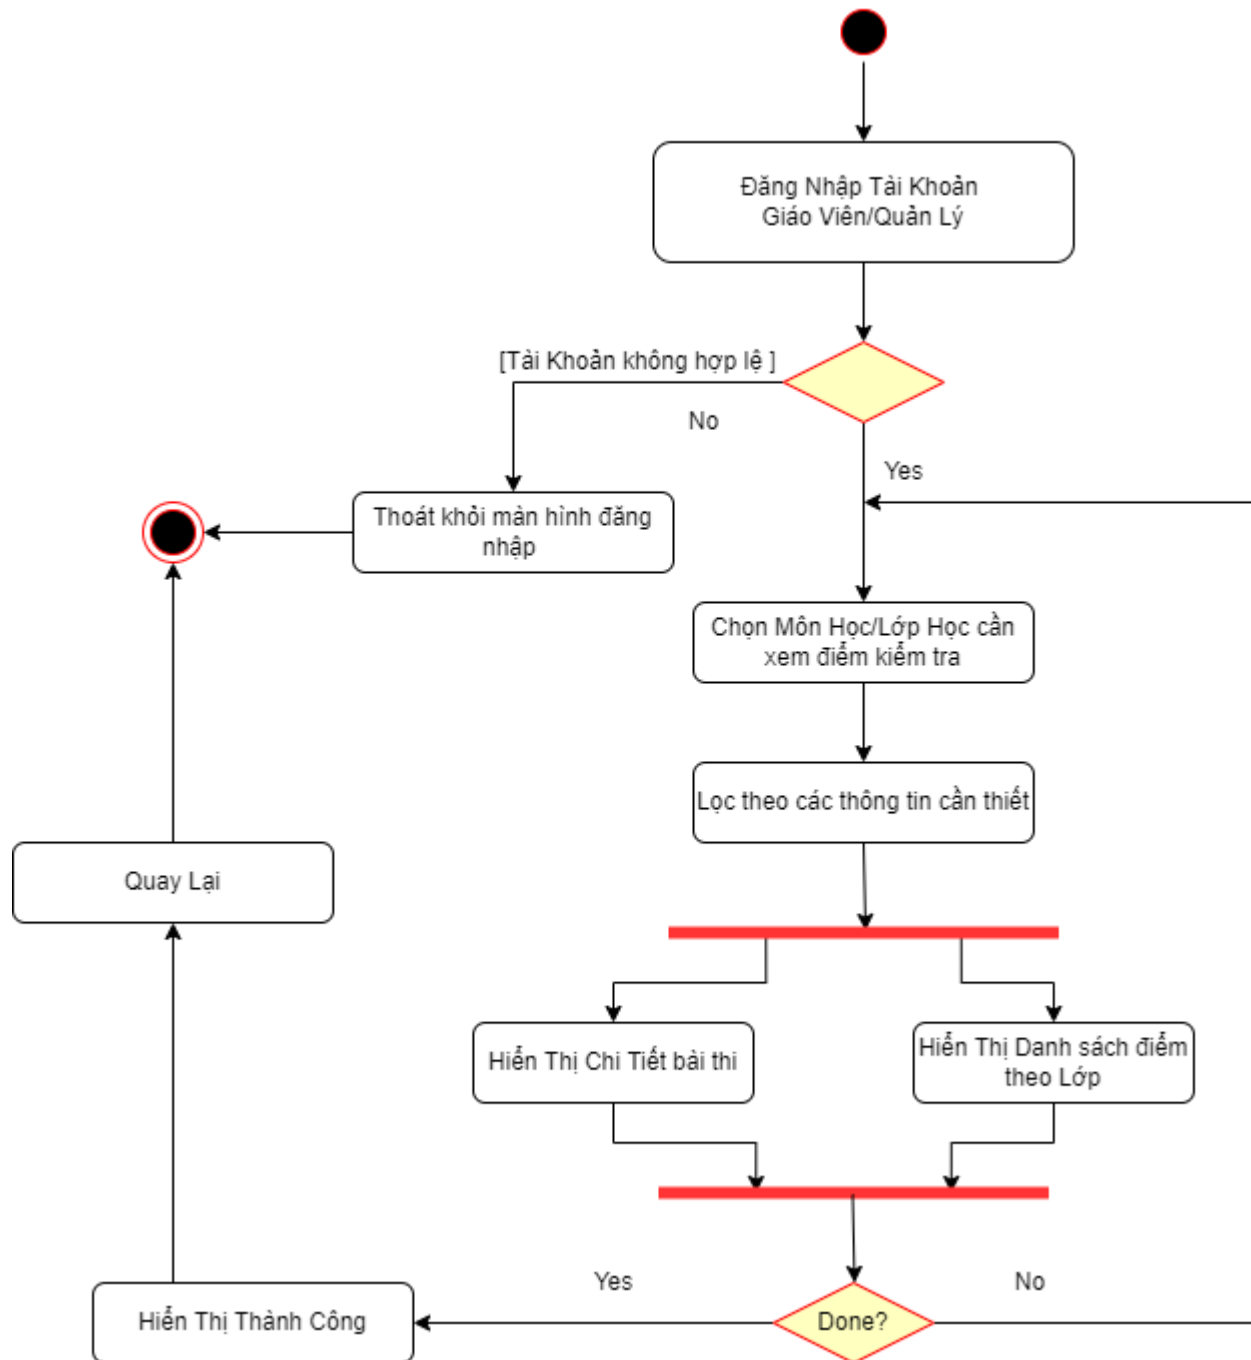 Đăng Nhập Tài Khoản
Giáo Viên/Quản Lý
[Tài Khoản không hợp lệ ]
No
Yes
Thoát khỏi màn hình đăng
nhập
Chọn Môn Học/Lớp Học cần
xem điểm kiểm tra
Lọc theo các thông tin cần thiết
Quay Lại
Hiển Thị Chi Tiết bài thi
Hiển Thị Danh sách điểm
theo Lớp
Yes
No
Hiển Thị Thành Công
Done?